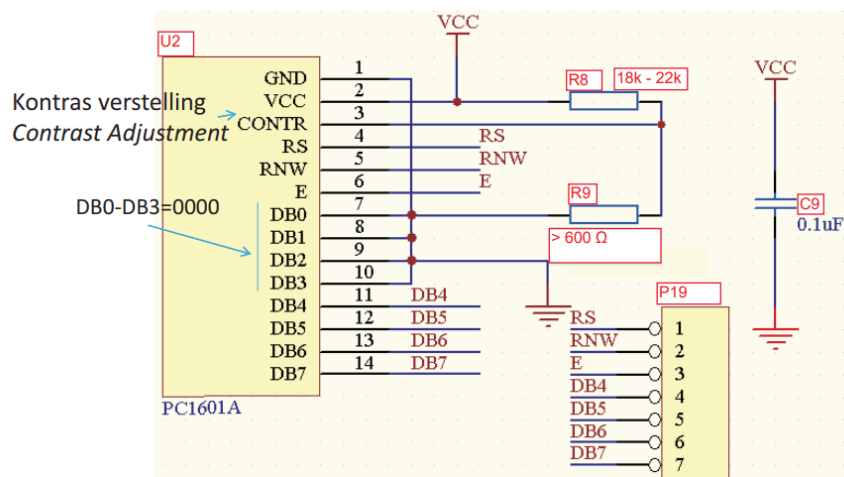 U2
VCC
R8
18k - 22k
VCC
Kontras verstelling
Contrast Adjustment
DB0-DB3=0000
GND 1
VCC 2
CONTR 3
RS 4 RS
RNW 5 RNW
E 6 E
DB0 7
DB1 8
DB2 9
DB3 10
DB4 11 DB4
DB5 12 DB5
DB6 13 DB6
DB7 14 DB7
PC1601A
R9
> 600 Ω
C9
0.1uF
P19
RS 1
RNW 2
E 3
DB4 4
DB5 5
DB6 6
DB7 7